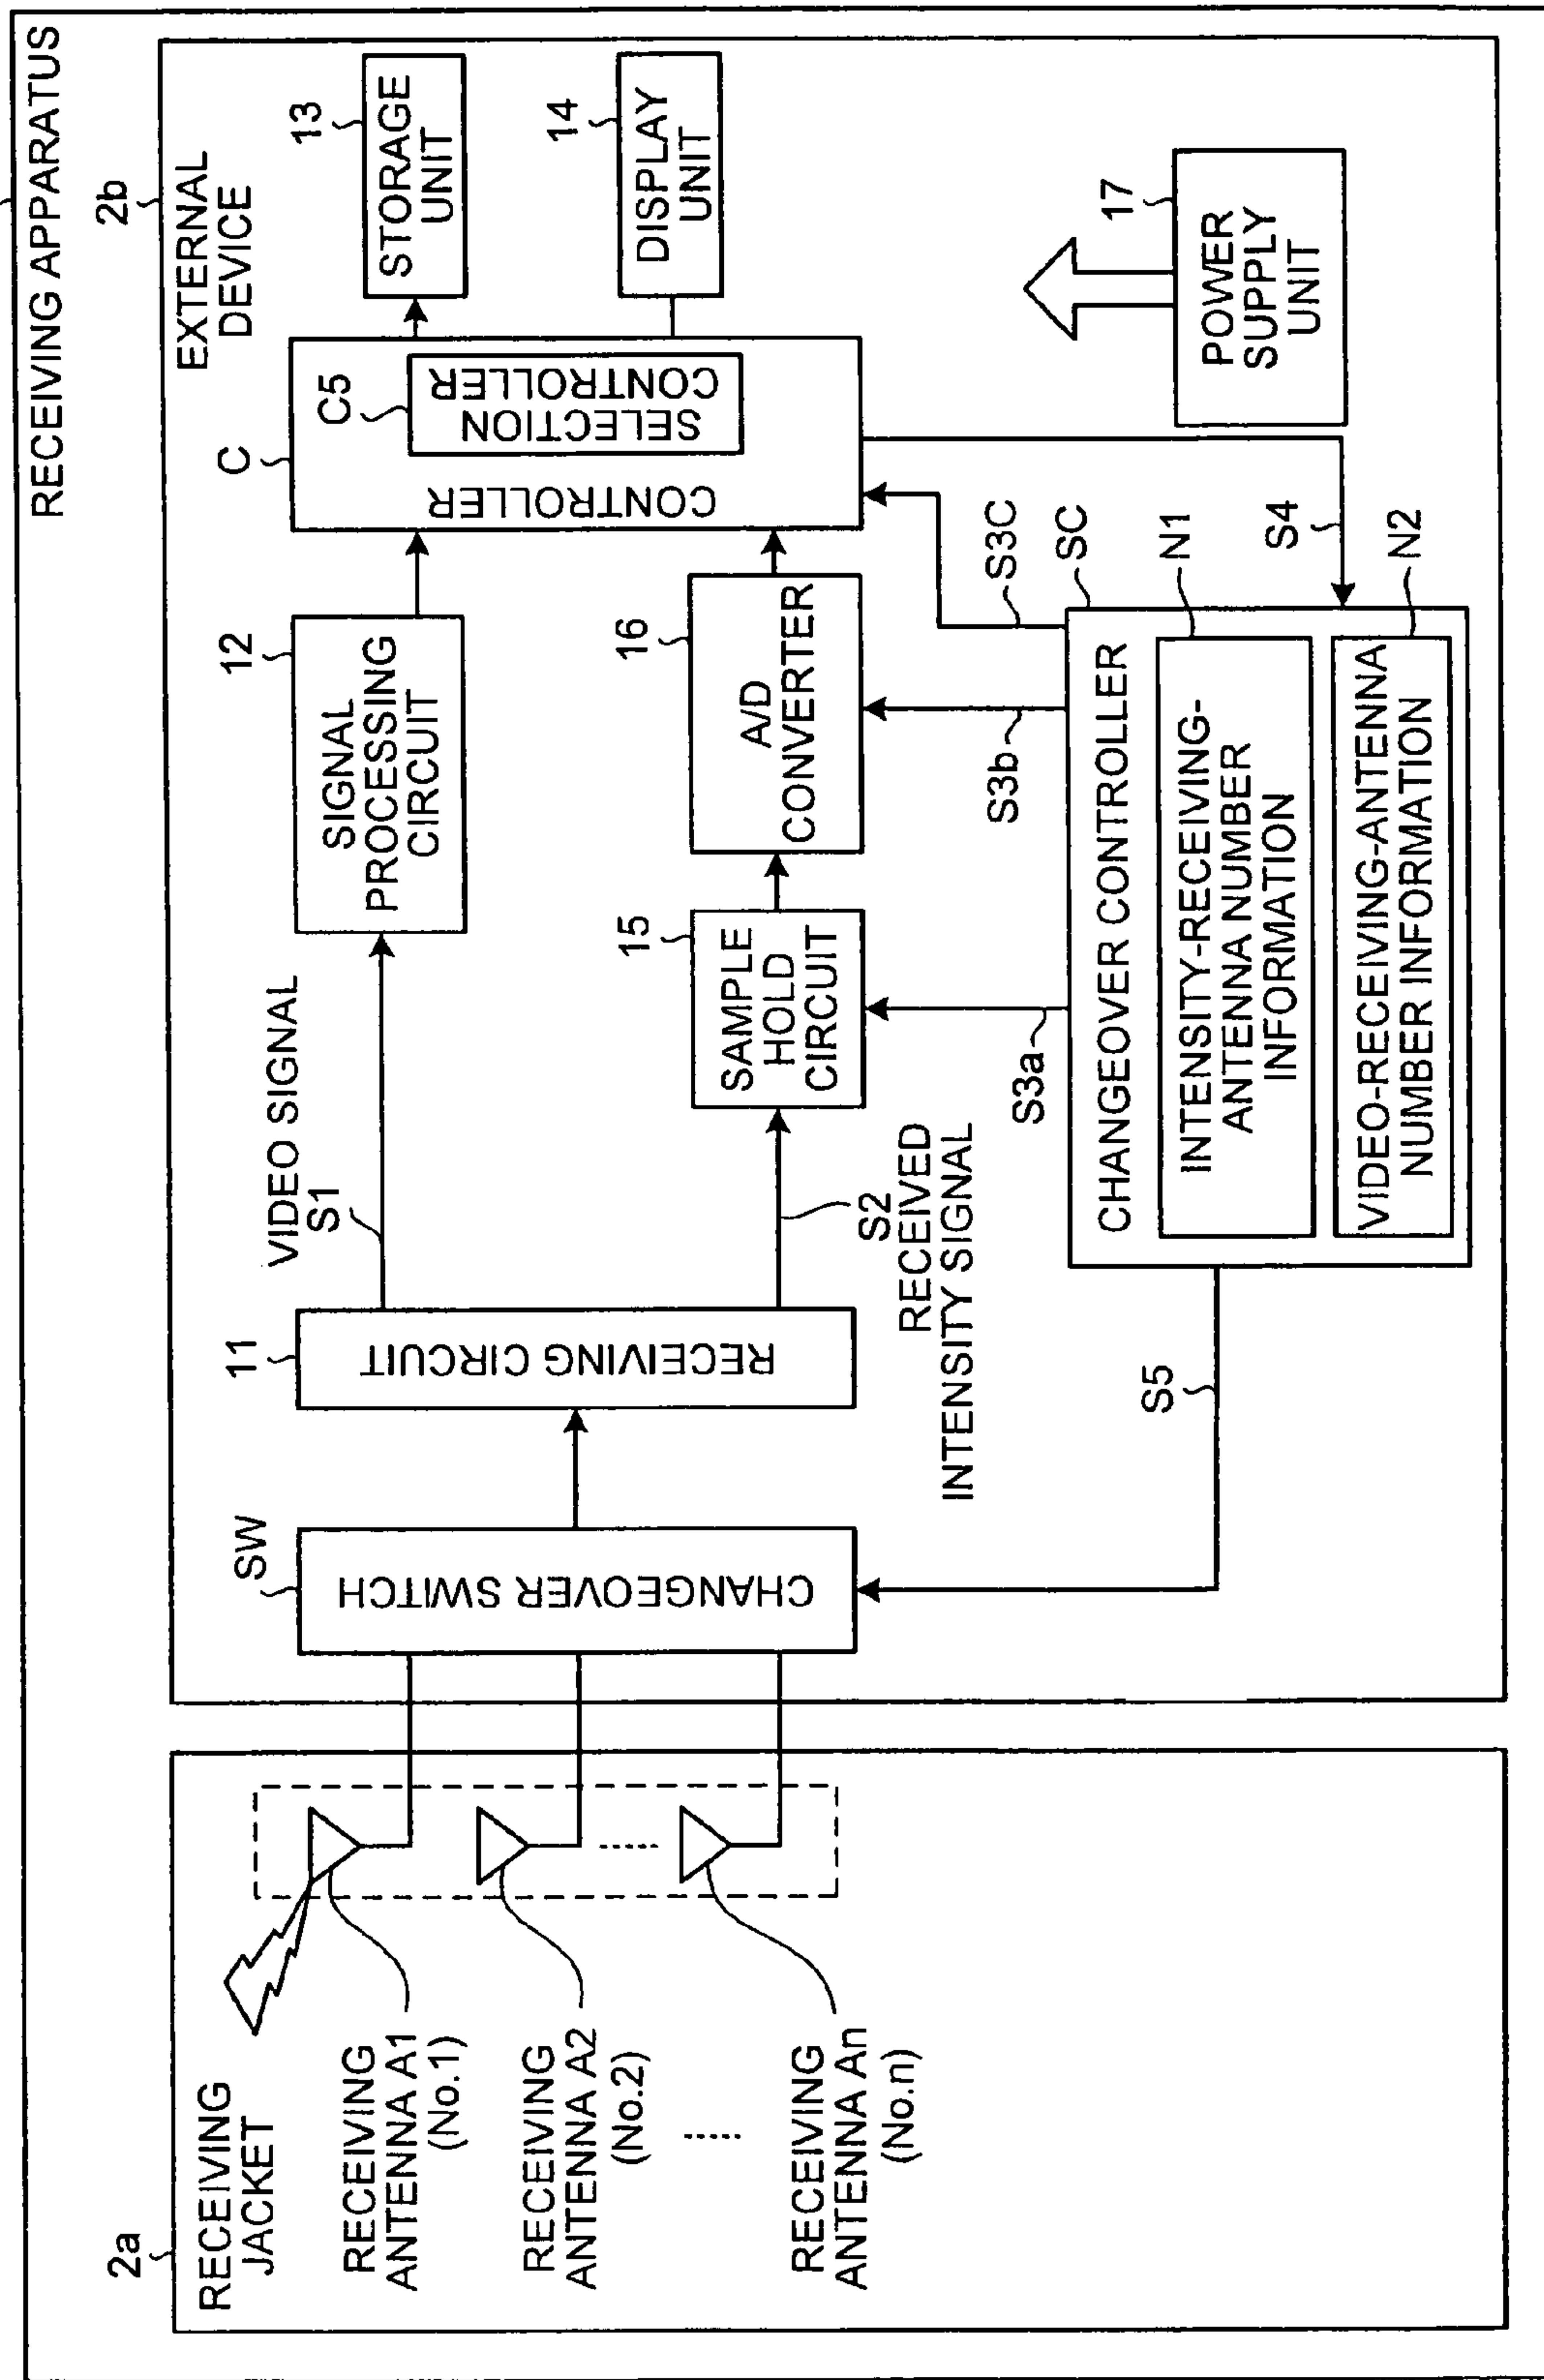 RECEIVING APPARATUS
2a
RECEIVING
JACKET
RECEIVING
ANTENNA A1
(No.1)
RECEIVING
ANTENNA A2
(No.2)
RECEIVING
ANTENNA An
(No.n)
2b
EXTERNAL
DEVICE
SW
CHANGEOVER SWITCH
11
RECEIVING CIRCUIT
VIDEO SIGNAL
S1
S2
RECEIVED
INTENSITY SIGNAL
12
SIGNAL
PROCESSING
CIRCUIT
15
SAMPLE
HOLD
CIRCUIT
16
A/D
CONVERTER
C
CONTROLLER
C5
SELECTION
CONTROLLER
13
STORAGE
UNIT
14
DISPLAY
UNIT
17
POWER
SUPPLY
UNIT
S3a
S3b
S3C
SC
S4
S5
CHANGEOVER CONTROLLER
N1
INTENSITY-RECEIVING-
ANTENNA NUMBER
INFORMATION
N2
VIDEO-RECEIVING-ANTENNA
NUMBER INFORMATION